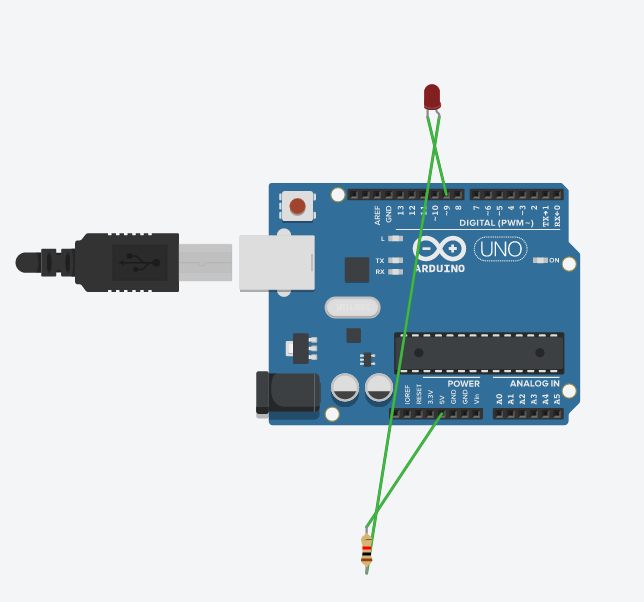 AREF
GND
13
12
~10
~9
8
7
~6
~5
4
~3
2
TX→1
RX←0
DIGITAL (PWM~)
L
TX
RX
UNO
ON
ARDUINO
POWER
ANALOG IN
IOREF
RESET
3.3V
5V
GND
GND
Vin
A0
A1
A2
A3
A4
A5